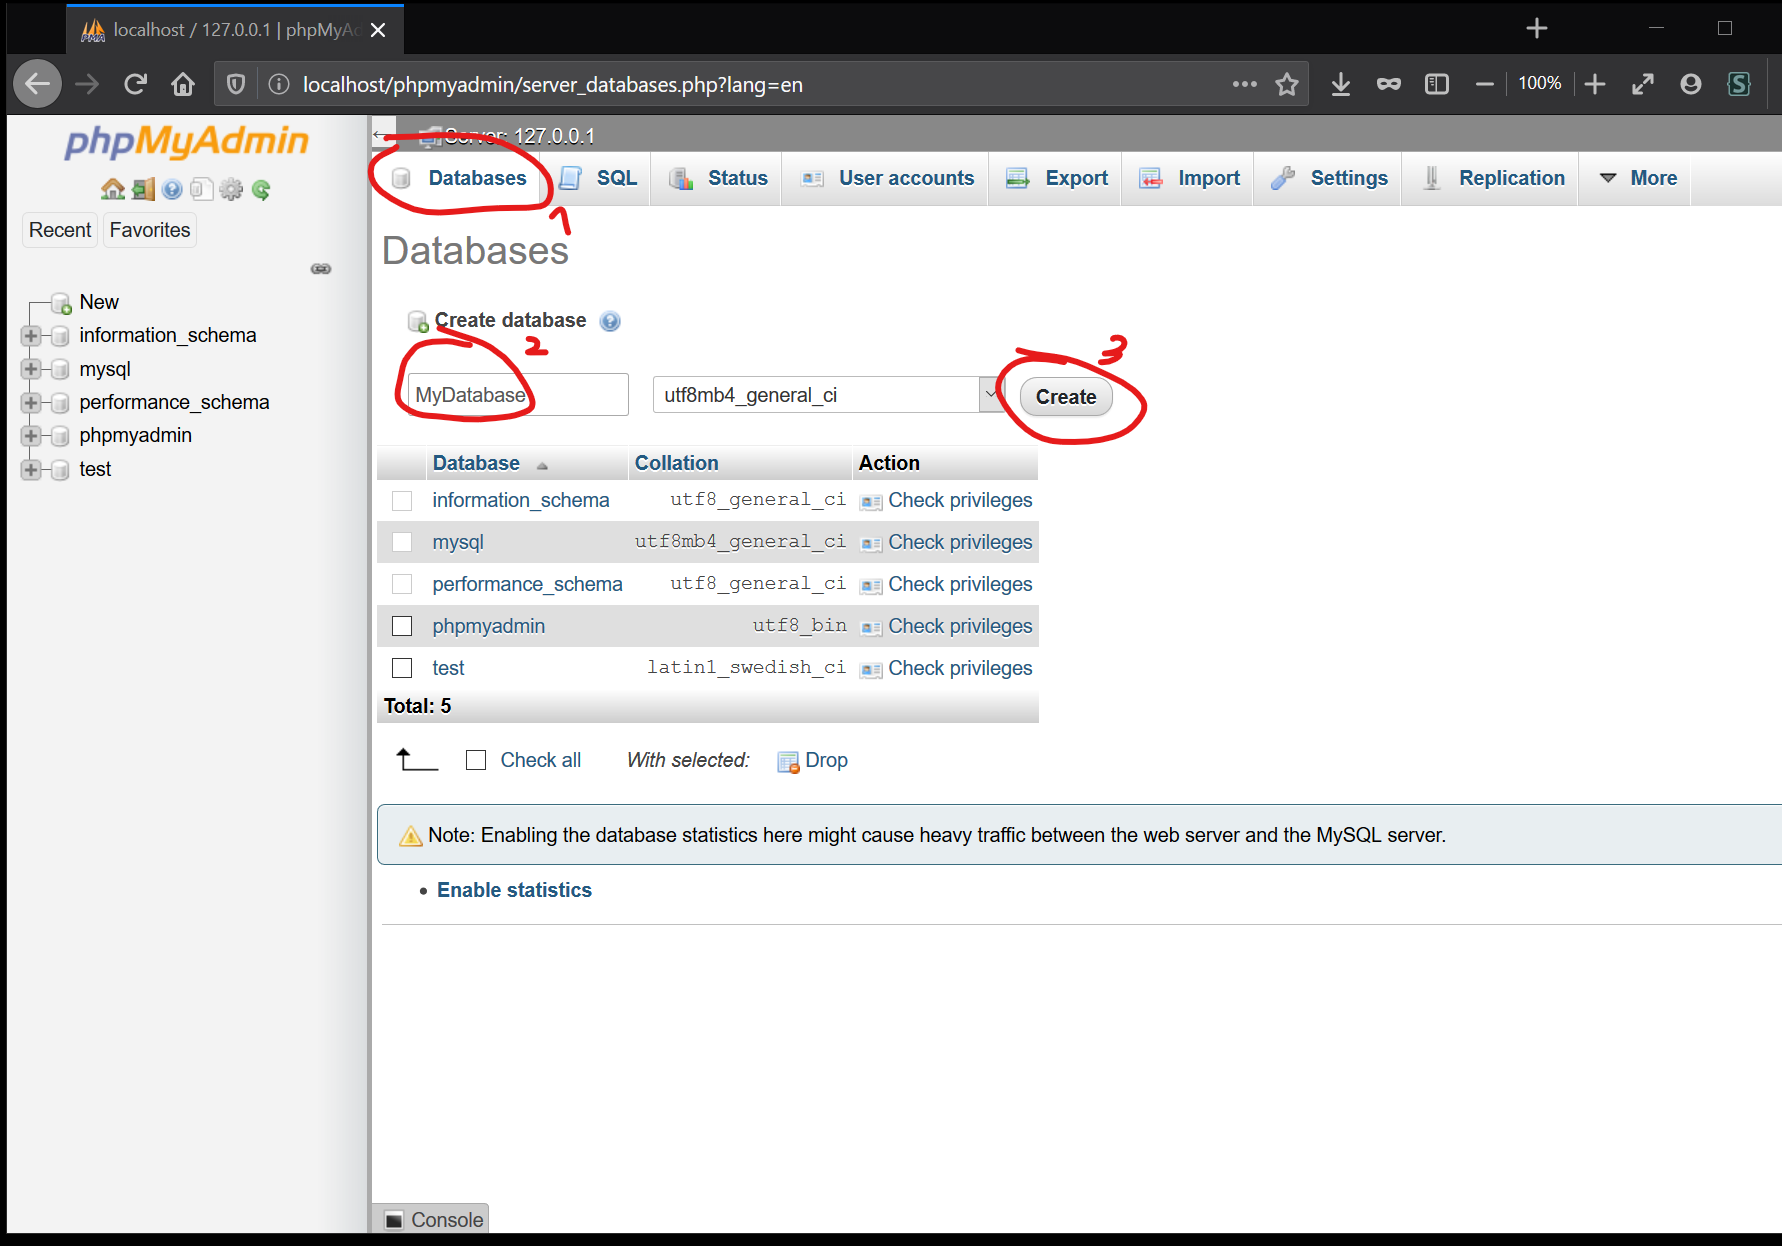 localhost / 127.0.0.1 | phpMyAd
localhost/phpmyadmin/server_databases.php?lang=en
100%
phpMyAdmin
Recent Favorites
New
information_schema
mysql
performance_schema
phpmyadmin
test
Server: 127.0.0.1
Databases SQL Status User accounts Export Import Settings Replication More
1
Databases
Create database
2
3
MyDatabase utf8mb4_general_ci Create
Database Collation Action
information_schema utf8_general_ci Check privileges
mysql utf8mb4_general_ci Check privileges
performance_schema utf8_general_ci Check privileges
phpmyadmin utf8_bin Check privileges
test latin1_swedish_ci Check privileges
Total: 5
Check all With selected: Drop
Note: Enabling the database statistics here might cause heavy traffic between the web server and the MySQL server.
• Enable statistics
Console